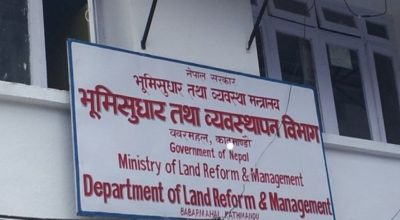 नेपाल सरकार
भूमिसुधार तथा व्यवस्था मन्त्रालय
भूमिसुधार तथा व्यवस्थापन विभाग
बबरमहल, काठमाण्डौ
Government of Nepal
Ministry of Land Reform & Management
Department of Land Reform & Management
BABARMAHAL KATHMANDU